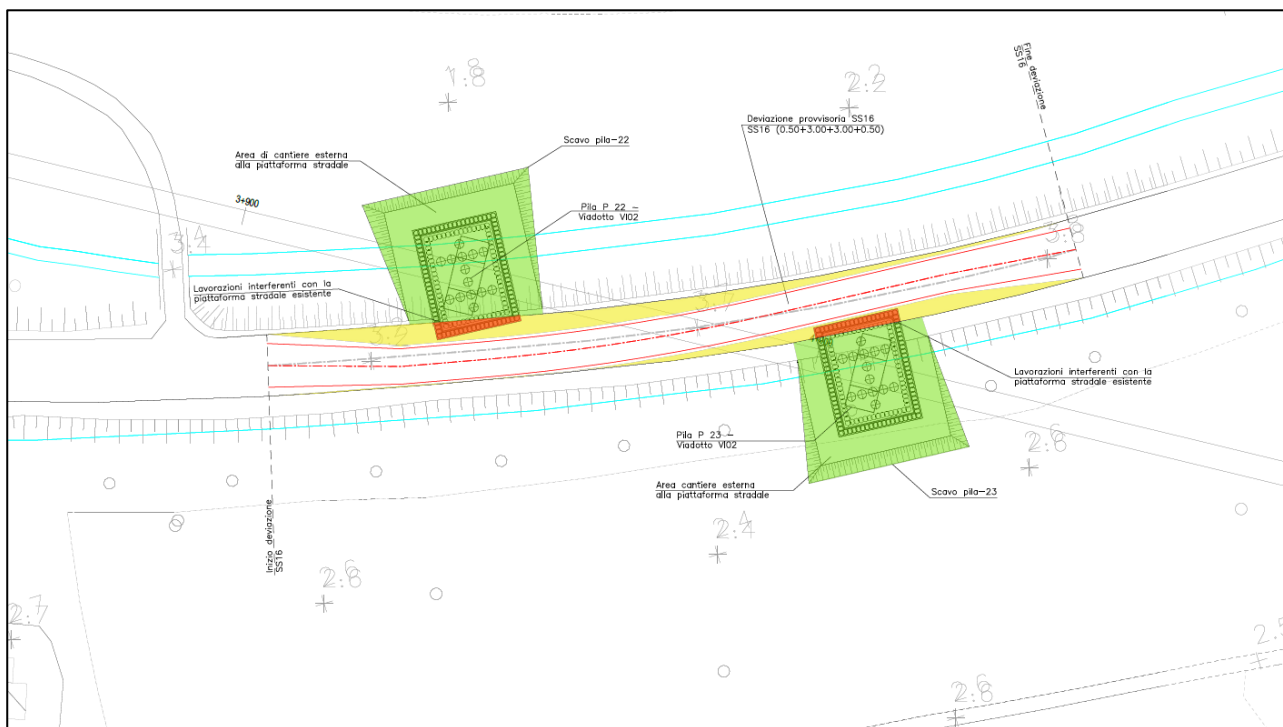 1:8
2:2
Fine deviazione
SS16
Deviazione provvisoria SS16
SS16 (0.50+3.00+3.00+0.50)
Scavo pila-22
Area di cantiere esterna
alla piattaforma stradale
3+900
Pila P 22 –
Viadotto VI02
3:4
3:8
Lavorazioni interferenti con la
piattaforma stradale esistente
3:2
Lavorazioni interferenti con la
piattaforma stradale esistente
Pila P 23 –
Viadotto VI02
2:6
Area cantiere esterna
alla piattaforma stradale
Scavo pila-23
Inizio deviazione
SS16
2:4
2:6
2:7
2:6